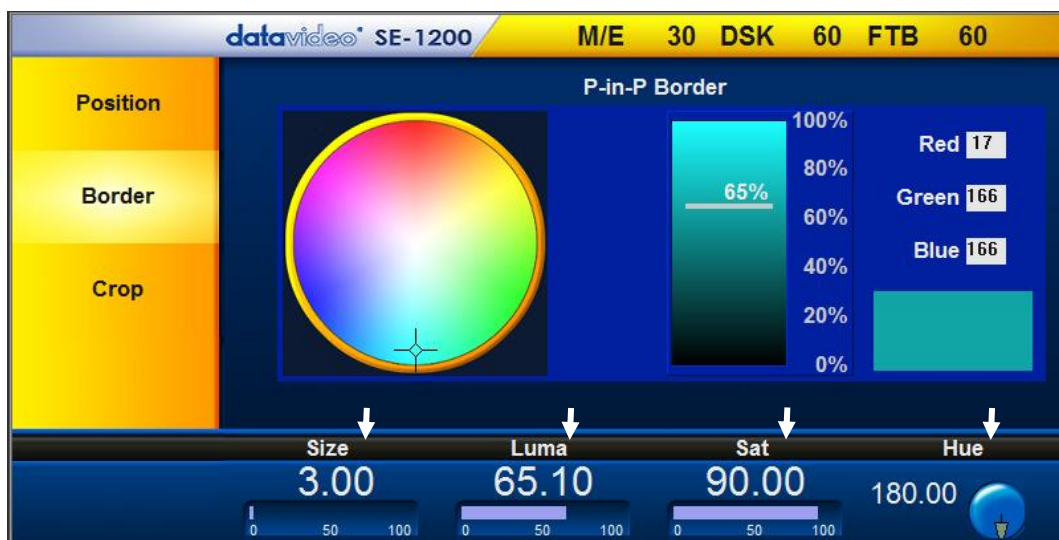 datavideo SE-1200 M/E 30 DSK 60 FTB 60
Position
Border
Crop
P-in-P Border
65%
100%
80%
60%
40%
20%
0%
Red 17
Green 166
Blue 166
Size Luma Sat Hue
3.00 65.10 90.00 180.00
0 50 100 0 50 100 0 50 100